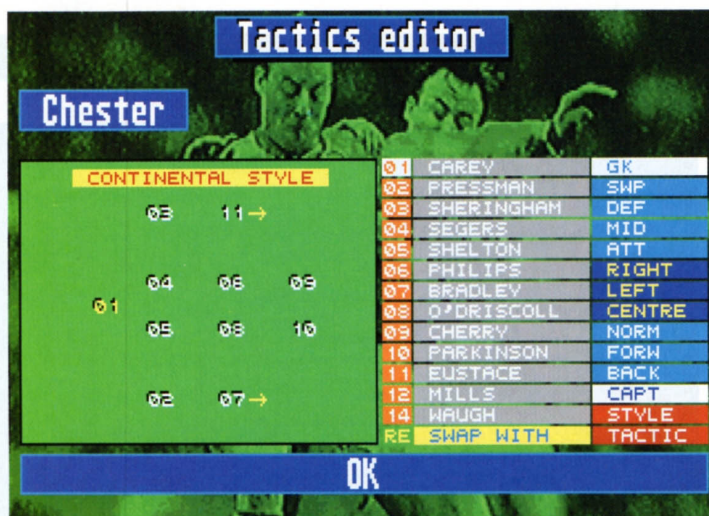 Tactics editor
Chester
CONTINENTAL STYLE
03 11→
04 06 09
01
05 08 10
02 07→
01 CAREY GK
02 PRESSMAN SWP
03 SHERINGHAM DEF
04 SEGERS MID
05 SHELTON ATT
06 PHILIPS RIGHT
07 BRADLEY LEFT
08 O'DRISCOLL CENTRE
09 CHERRY NORM
10 PARKINSON FORW
11 EUSTACE BACK
12 MILLS CAPT
14 WAUGH STYLE
RE SWAP WITH TACTIC
OK